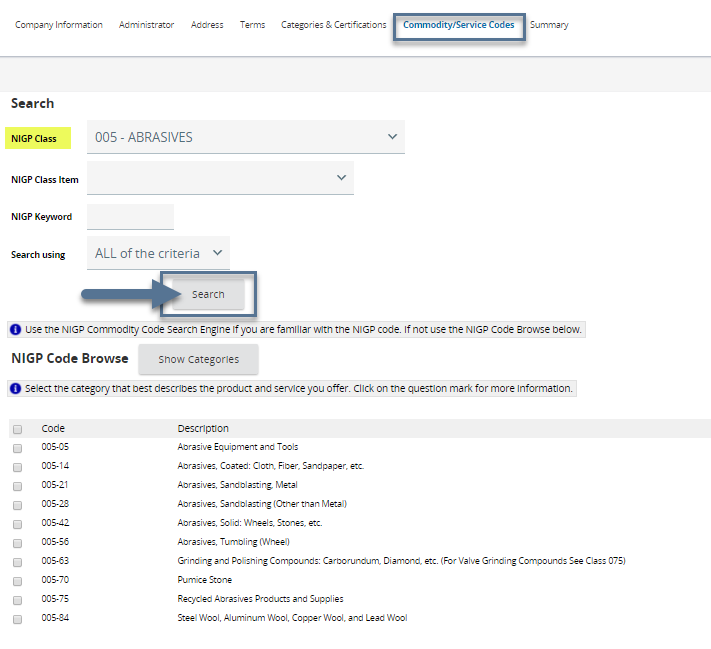 Company Information Administrator Address Terms Categories & Certifications Commodity/Service Codes Summary
Search
NIGP Class 005 - ABRASIVES
NIGP Class Item
NIGP Keyword
Search using ALL of the criteria
Search
Use the NIGP Commodity Code Search Engine if you are familiar with the NIGP code. If not use the NIGP Code Browse below.
NIGP Code Browse Show Categories
Select the category that best describes the product and service you offer. Click on the question mark for more information.
Code Description
005-05 Abrasive Equipment and Tools
005-14 Abrasives, Coated: Cloth, Fiber, Sandpaper, etc.
005-21 Abrasives, Sandblasting, Metal
005-28 Abrasives, Sandblasting (Other than Metal)
005-42 Abrasives, Solid: Wheels, Stones, etc.
005-56 Abrasives, Tumbling (Wheel)
005-63 Grinding and Polishing Compounds: Carborundum, Diamond, etc. (For Valve Grinding Compounds See Class 075)
005-70 Pumice Stone
005-75 Recycled Abrasives Products and Supplies
005-84 Steel Wool, Aluminum Wool, Copper Wool, and Lead Wool